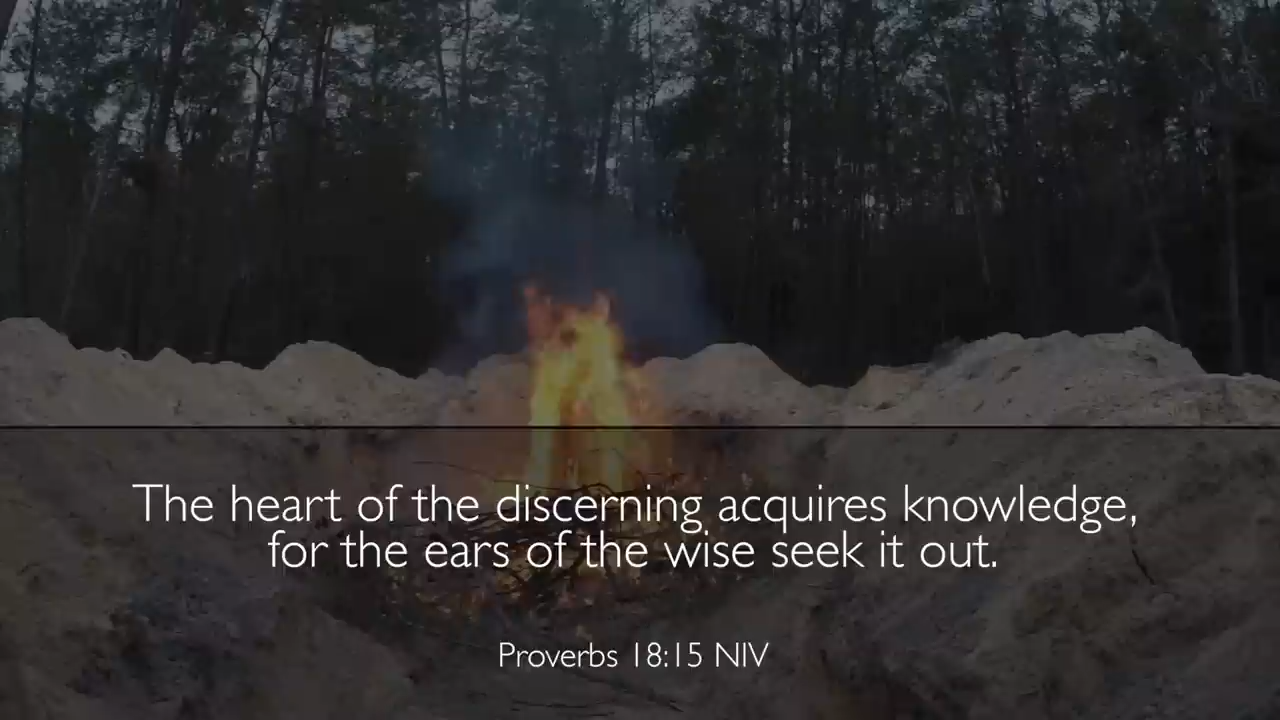 The heart of the discerning acquires knowledge,
for the ears of the wise seek it out.
Proverbs 18:15 NIV